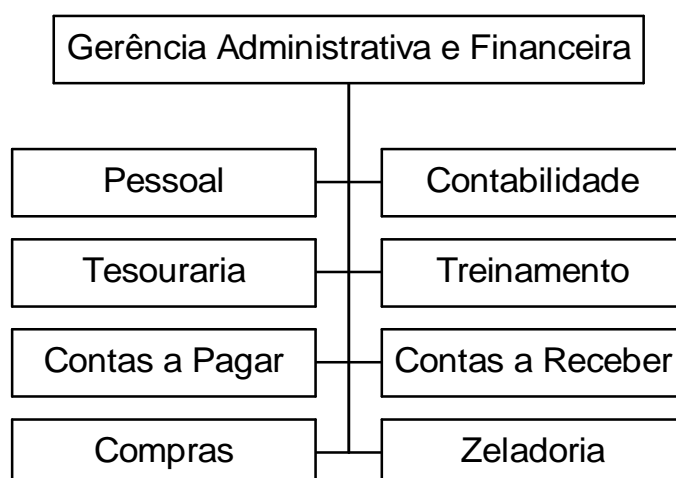 Gerência Administrativa e Financeira
Pessoal
Contabilidade
Tesouraria
Treinamento
Contas a Pagar
Contas a Receber
Compras
Zeladoria